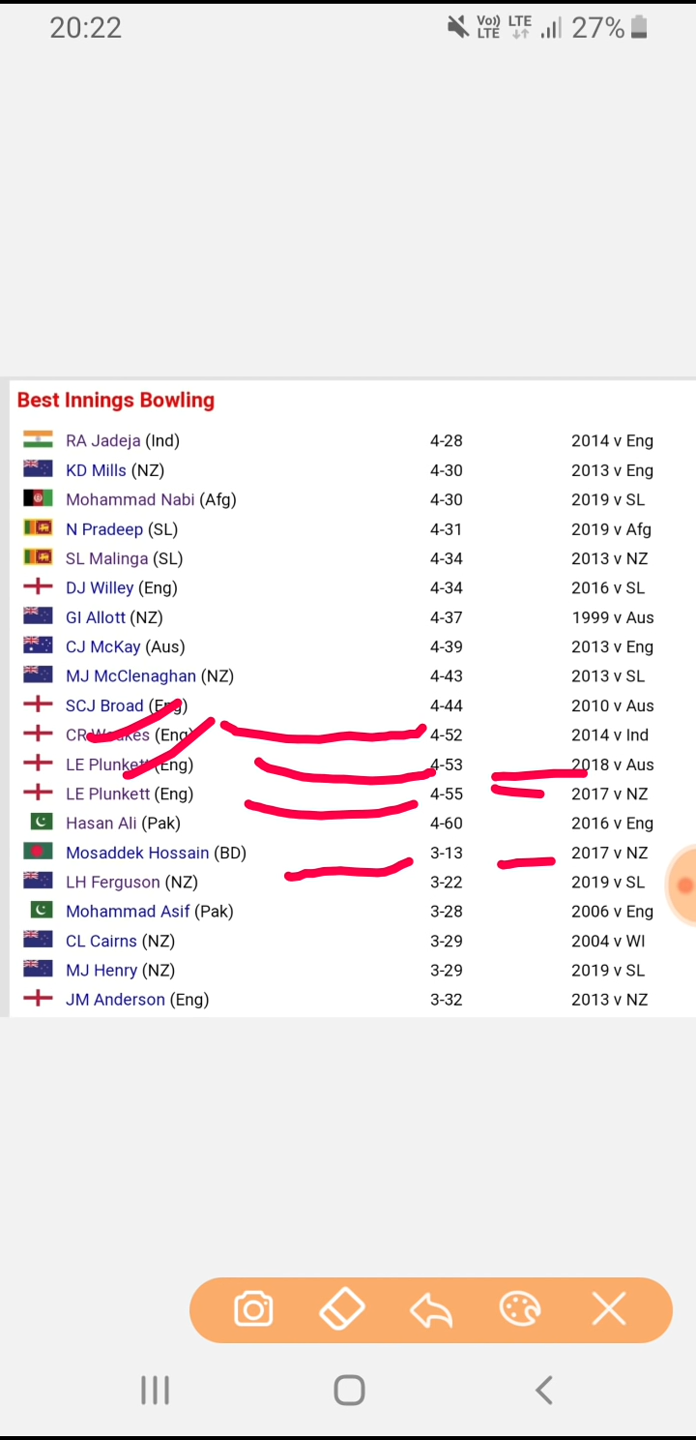 20:22 Vo) LTE LTE 27%
Best Innings Bowling
RA Jadeja (Ind) 4-28 2014 v Eng
KD Mills (NZ) 4-30 2013 v Eng
Mohammad Nabi (Afg) 4-30 2019 v SL
N Pradeep (SL) 4-31 2019 v Afg
SL Malinga (SL) 4-34 2013 v NZ
DJ Willey (Eng) 4-34 2016 v SL
GI Allott (NZ) 4-37 1999 v Aus
CJ McKay (Aus) 4-39 2013 v Eng
MJ McClenaghan (NZ) 4-43 2013 v SL
SCJ Broad (Eng) 4-44 2010 v Aus
CR Woakes (Eng) 4-52 2014 v Ind
LE Plunkett (Eng) 4-53 2018 v Aus
LE Plunkett (Eng) 4-55 2017 v NZ
Hasan Ali (Pak) 4-60 2016 v Eng
Mosaddek Hossain (BD) 3-13 2017 v NZ
LH Ferguson (NZ) 3-22 2019 v SL
Mohammad Asif (Pak) 3-28 2006 v Eng
CL Cairns (NZ) 3-29 2004 v WI
MJ Henry (NZ) 3-29 2019 v SL
JM Anderson (Eng) 3-32 2013 v NZ